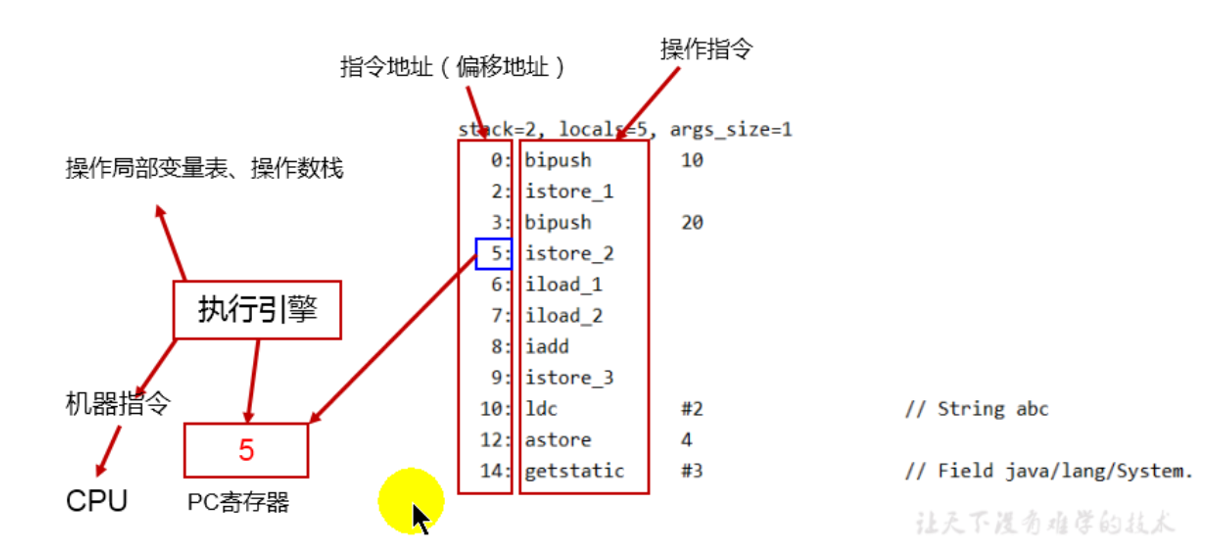 操作指令
指令地址（偏移地址）
stack=2, locals=5, args_size=1
操作局部变量表、操作数栈
0: bipush 10
2: istore_1
3: bipush 20
5: istore_2
6: iload_1
7: iload_2
8: iadd
9: istore_3
10: ldc #2 // String abc
12: astore 4
14: getstatic #3 // Field java/lang/System.
执行引擎
机器指令
5
CPU
PC寄存器
让天下没有难学的技术